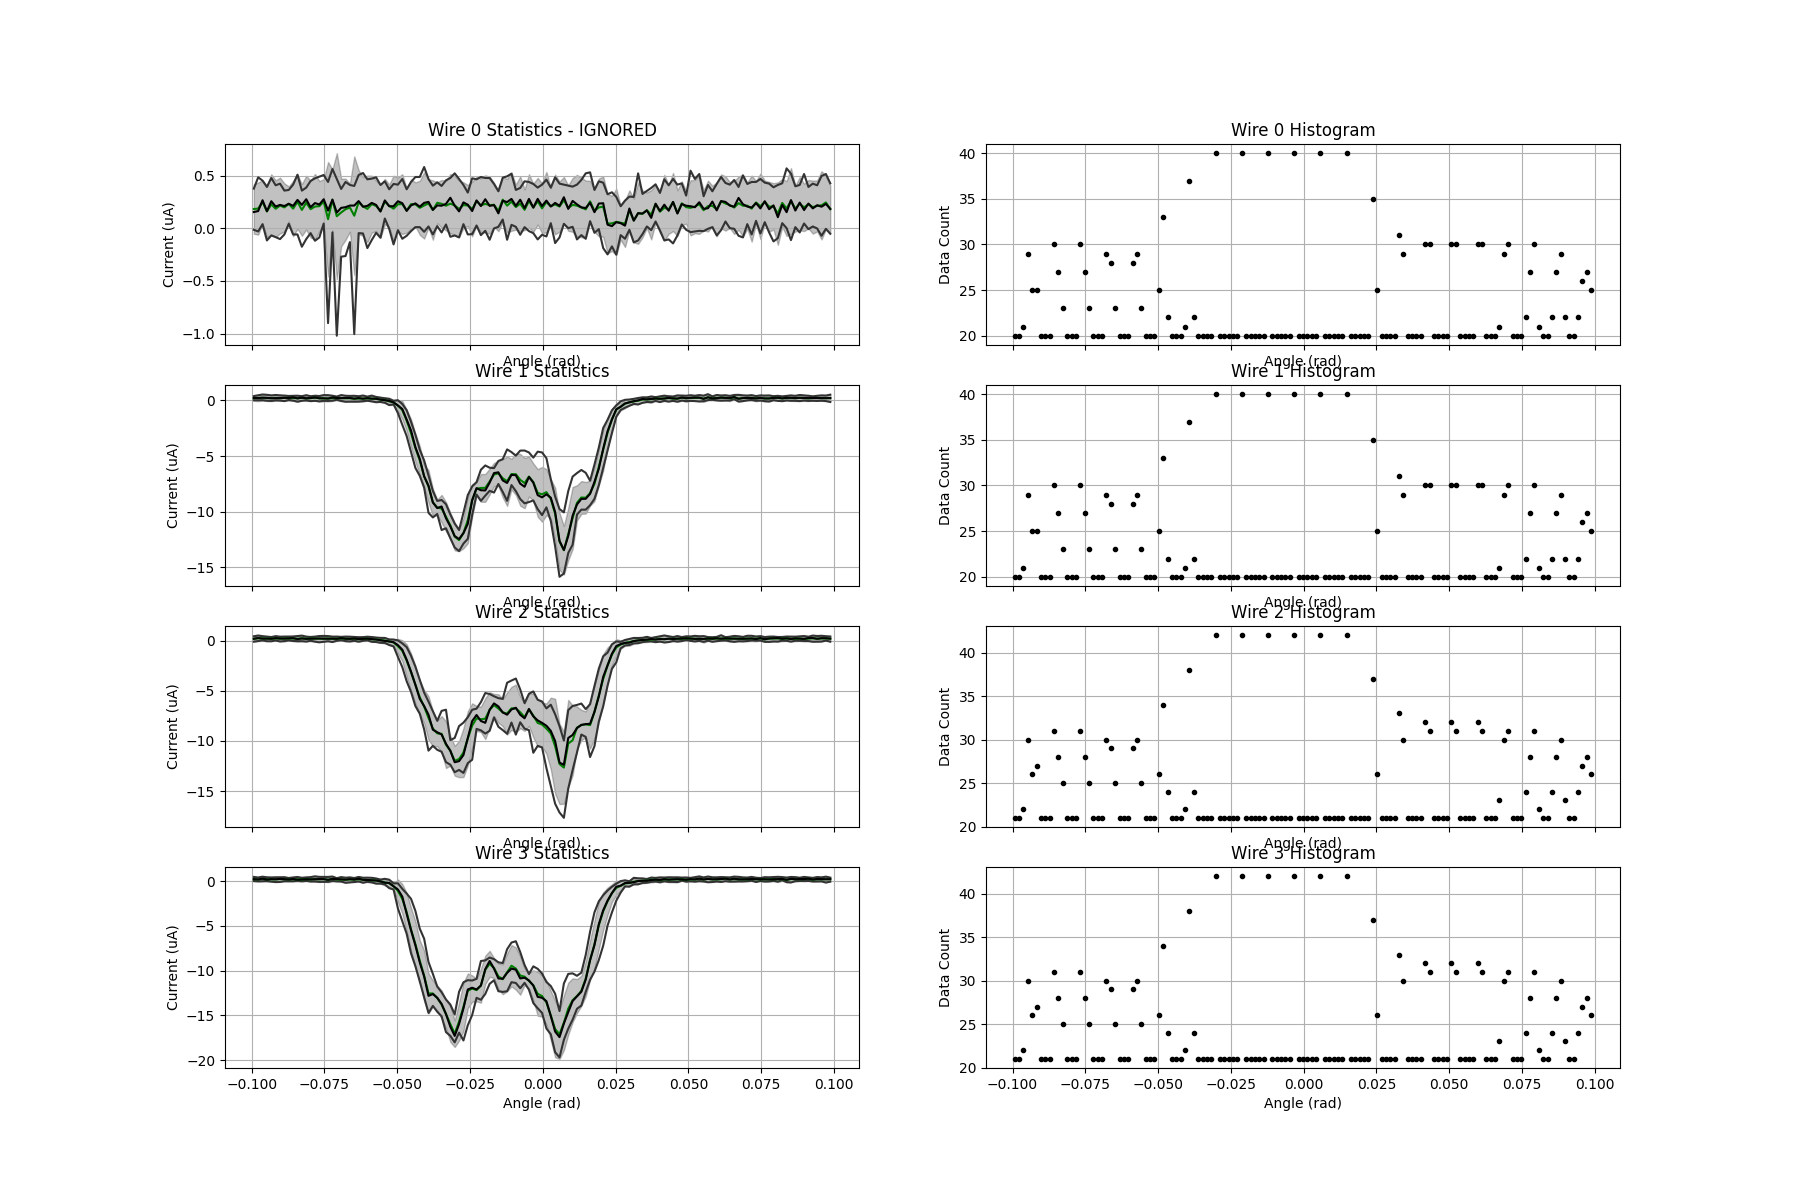 Wire 0 Statistics - IGNORED
Current (uA)
0.5
0.0
−0.5
−1.0
Angle (rad)
Wire 0 Histogram
Data Count
40
35
30
25
20
Angle (rad)
Wire 1 Statistics
Current (uA)
0
−5
−10
−15
Angle (rad)
Wire 1 Histogram
Data Count
40
35
30
25
20
Angle (rad)
Wire 2 Statistics
Current (uA)
0
−5
−10
−15
Angle (rad)
Wire 2 Histogram
Data Count
40
35
30
25
20
Angle (rad)
Wire 3 Statistics
Current (uA)
0
−5
−10
−15
−20
−0.100 −0.075 −0.050 −0.025 0.000 0.025 0.050 0.075 0.100
Angle (rad)
Wire 3 Histogram
Data Count
40
35
30
25
20
−0.100 −0.075 −0.050 −0.025 0.000 0.025 0.050 0.075 0.100
Angle (rad)